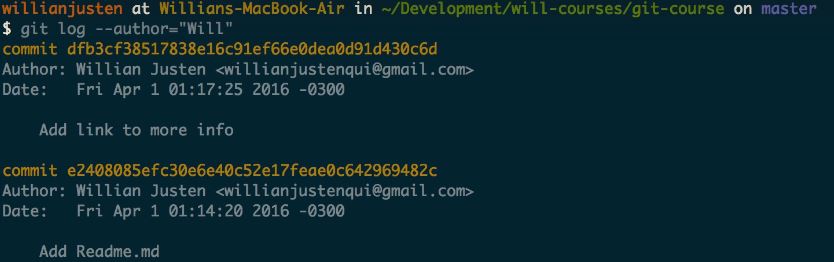 willianjusten at Willians-MacBook-Air in ~/Development/will-courses/git-course on master
$ git log --author="Will"
commit dfb3cf38517838e16c91ef66e0dea0d91d430c6d
Author: Willian Justen <willianjustenqui@gmail.com>
Date:   Fri Apr 1 01:17:25 2016 -0300
Add link to more info
commit e2408085efc30e6e40c52e17feae0c642969482c
Author: Willian Justen <willianjustenqui@gmail.com>
Date:   Fri Apr 1 01:14:20 2016 -0300
Add Readme.md